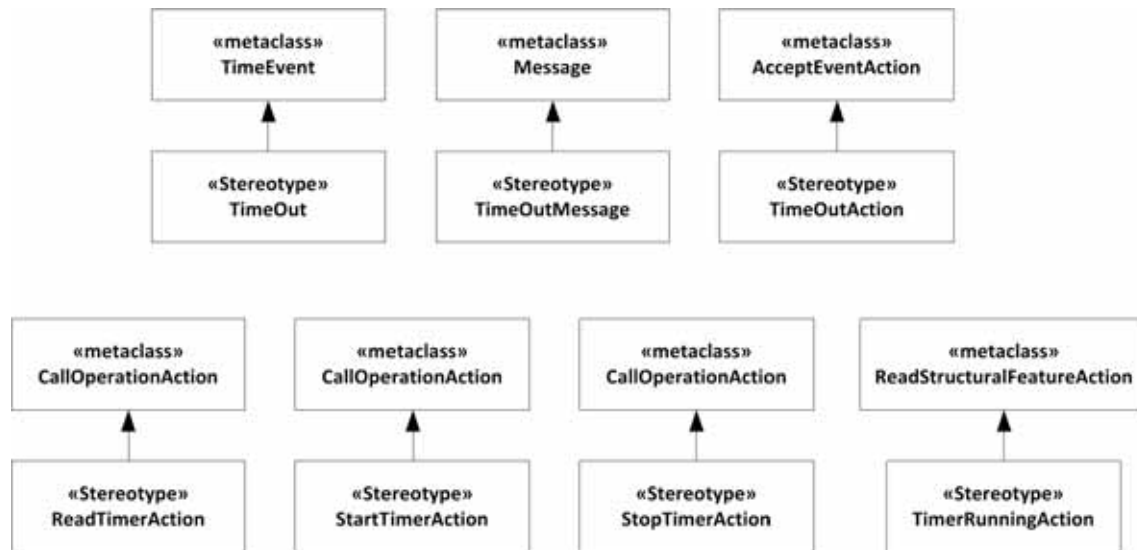 «metaclass»
TimeEvent
«metaclass»
Message
«metaclass»
AcceptEventAction
«Stereotype»
TimeOut
«Stereotype»
TimeOutMessage
«Stereotype»
TimeOutAction
«metaclass»
CallOperationAction
«metaclass»
CallOperationAction
«metaclass»
CallOperationAction
«metaclass»
ReadStructuralFeatureAction
«Stereotype»
ReadTimerAction
«Stereotype»
StartTimerAction
«Stereotype»
StopTimerAction
«Stereotype»
TimerRunningAction